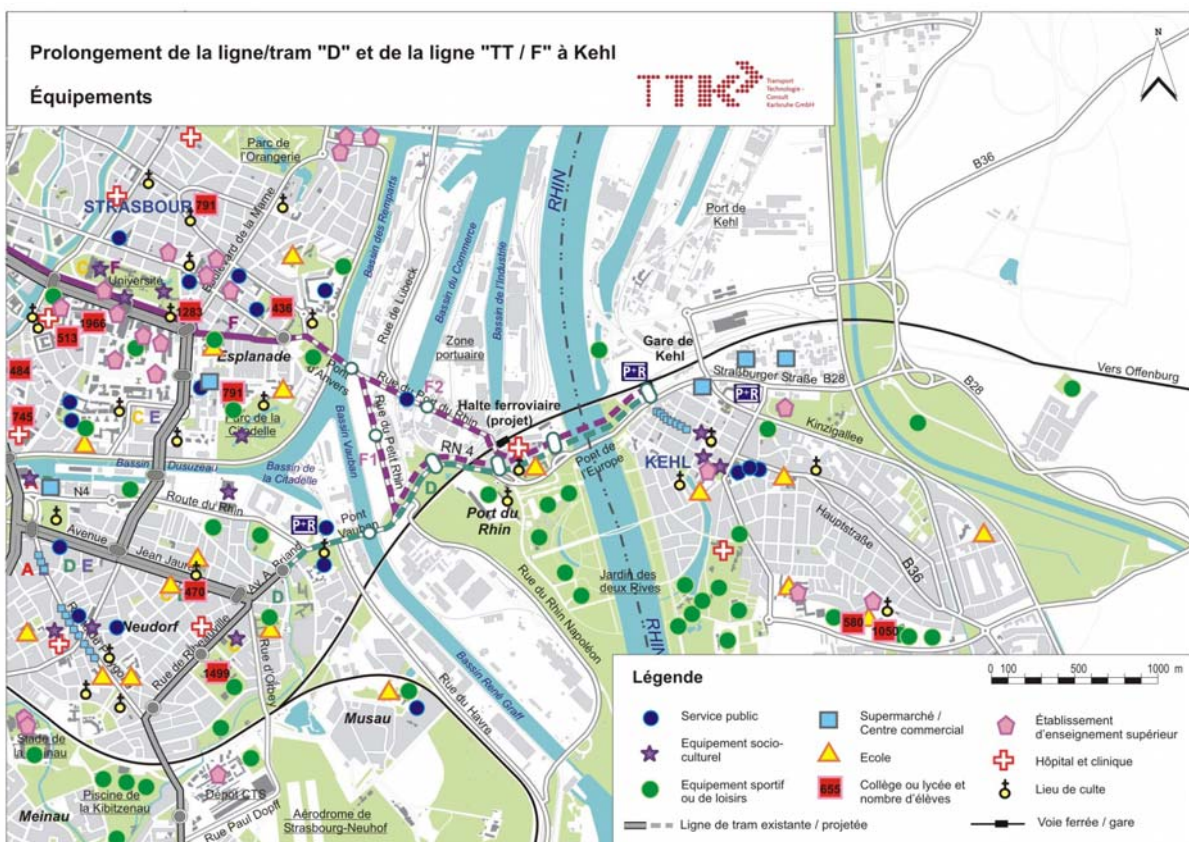 Prolongement de la ligne/tram "D" et de la ligne "TT / F" à Kehl
Équipements
TTK
Transport
Technologie -
Consult
Karlsruhe GmbH
N
Parc de
l'Orangerie
STRASBOUR
791
Boulevard de la Marne
Bassin des Remparts
Bassin du Commerce
Bassin de l'Industrie
Rue de Lübeck
RHIN
Port de
Kehl
B36
C F
Université
1283
436
1966
513
F
Esplanade
484
791
745
C E
Parc de la
Citadelle
Pont
d'Anvers
Zone
portuaire
Rue du Port du Rhin
F2
Rue du Petit Rhin
F1
Bassin Vauban
Halte ferroviaire
(projet)
RN 4
D
Gare de
Kehl
P+R
Straßburger Straße B28
P+R
B28
Vers Offenburg
Kinzigallee
Pont de
l'Europe
KEHL
Hauptstraße
B36
Bassin Dusuzeau
Bassin de
la Citadelle
N4
Route du Rhin
P+R
Pont
Vauban
Port du
Rhin
Avenue
Jean Jaurès
Av. A. Briand
D
A
D E
470
Neudorf
Route de
1499
Rue d'Orbey
Jardin des
deux Rives
RHIN
Rue du Rhin Napoléon
Bassin René Graff
Rue du Havre
Musau
580
1050
Stade de
la Meinau
Meinau
Piscine de
la Kibitzenau
Dépôt CTS
Rue Paul Dopff
Aérodrome de
Strasbourg-Neuhof
Légende
0 100 500 1000 m
Service public
Equipement socio-
culturel
Equipement sportif
ou de loisirs
Supermarché /
Centre commercial
Ecole
655
Collège ou lycée et
nombre d'élèves
Établissement
d'enseignement supérieur
Hôpital et clinique
Lieu de culte
Ligne de tram existante / projetée
Voie ferrée / gare